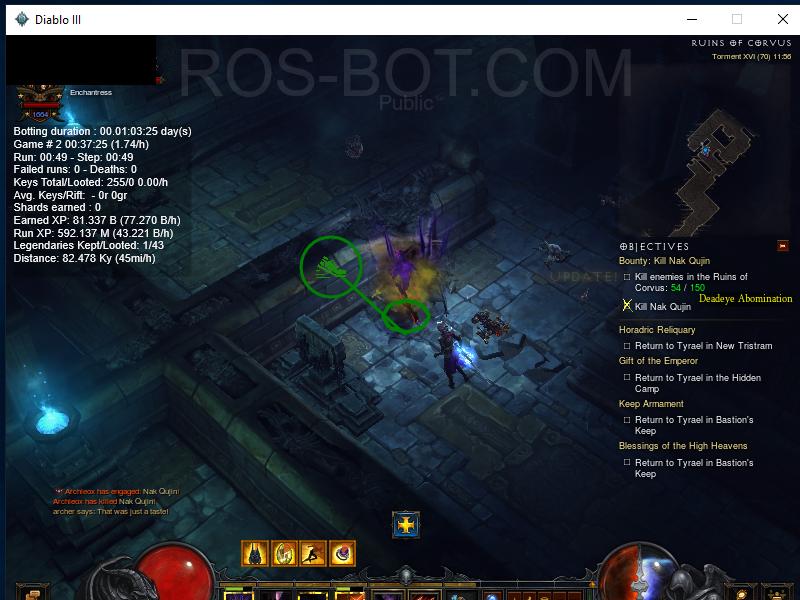 Diablo III
RUINS OF CORVUS
Torment XVI (70) 11:56
ROS-BOT.COM
Public
Enchantress
1664
Botting duration : 00.01:03:25 day(s)
Game # 2 00:37:25 (1.74/h)
Run: 00:49 - Step: 00:49
Failed runs: 0 - Deaths: 0
Keys Total/Looted: 255/0 0.00/h
Avg. Keys/Rift: - 0r 0gr
Shards earned : 0
Earned XP: 81.337 B (77.270 B/h)
Run XP: 592.137 M (43.221 B/h)
Legendaries Kept/Looted: 1/43
Distance: 82.478 Ky (45mi/h)
UPDATE!
OBJECTIVES
Bounty: Kill Nak Qujin
Kill enemies in the Ruins of
Corvus: 54 / 150
Kill Nak Qujin
Deadeye Abomination
Horadric Reliquary
Return to Tyrael in New Tristram
Gift of the Emperor
Return to Tyrael in the Hidden
Camp
Keep Armament
Return to Tyrael in Bastion's
Keep
Blessings of the High Heavens
Return to Tyrael in Bastion's
Keep
Archleox has engaged: Nak Qujin!
Archleox has killed Nak Qujin!
archer says: That was just a taste!